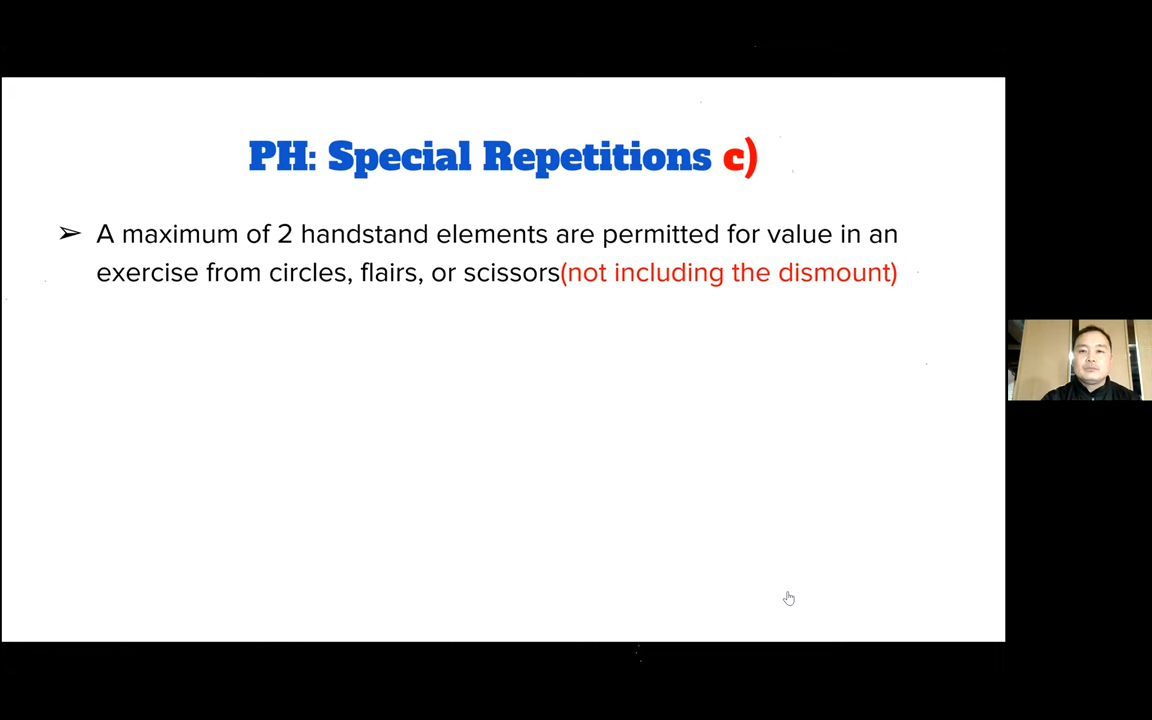 PH: Special Repetitions c)
➢ A maximum of 2 handstand elements are permitted for value in an
exercise from circles, flairs, or scissors(not including the dismount)